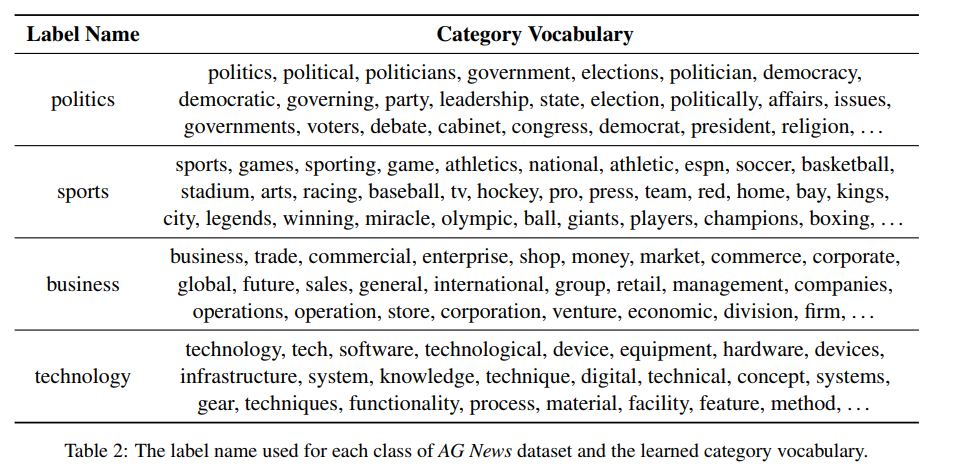 Label Name Category Vocabulary
politics, political, politicians, government, elections, politician, democracy,
politics democratic, governing, party, leadership, state, election, politically, affairs, issues,
governments, voters, debate, cabinet, congress, democrat, president, religion, ...
sports, games, sporting, game, athletics, national, athletic, espn, soccer, basketball,
sports stadium, arts, racing, baseball, tv, hockey, pro, press, team, red, home, bay, kings,
city, legends, winning, miracle, olympic, ball, giants, players, champions, boxing, ...
business, trade, commercial, enterprise, shop, money, market, commerce, corporate,
business global, future, sales, general, international, group, retail, management, companies,
operations, operation, store, corporation, venture, economic, division, firm, ...
technology, tech, software, technological, device, equipment, hardware, devices,
technology infrastructure, system, knowledge, technique, digital, technical, concept, systems,
gear, techniques, functionality, process, material, facility, feature, method, ...
Table 2: The label name used for each class of AG News dataset and the learned category vocabulary.